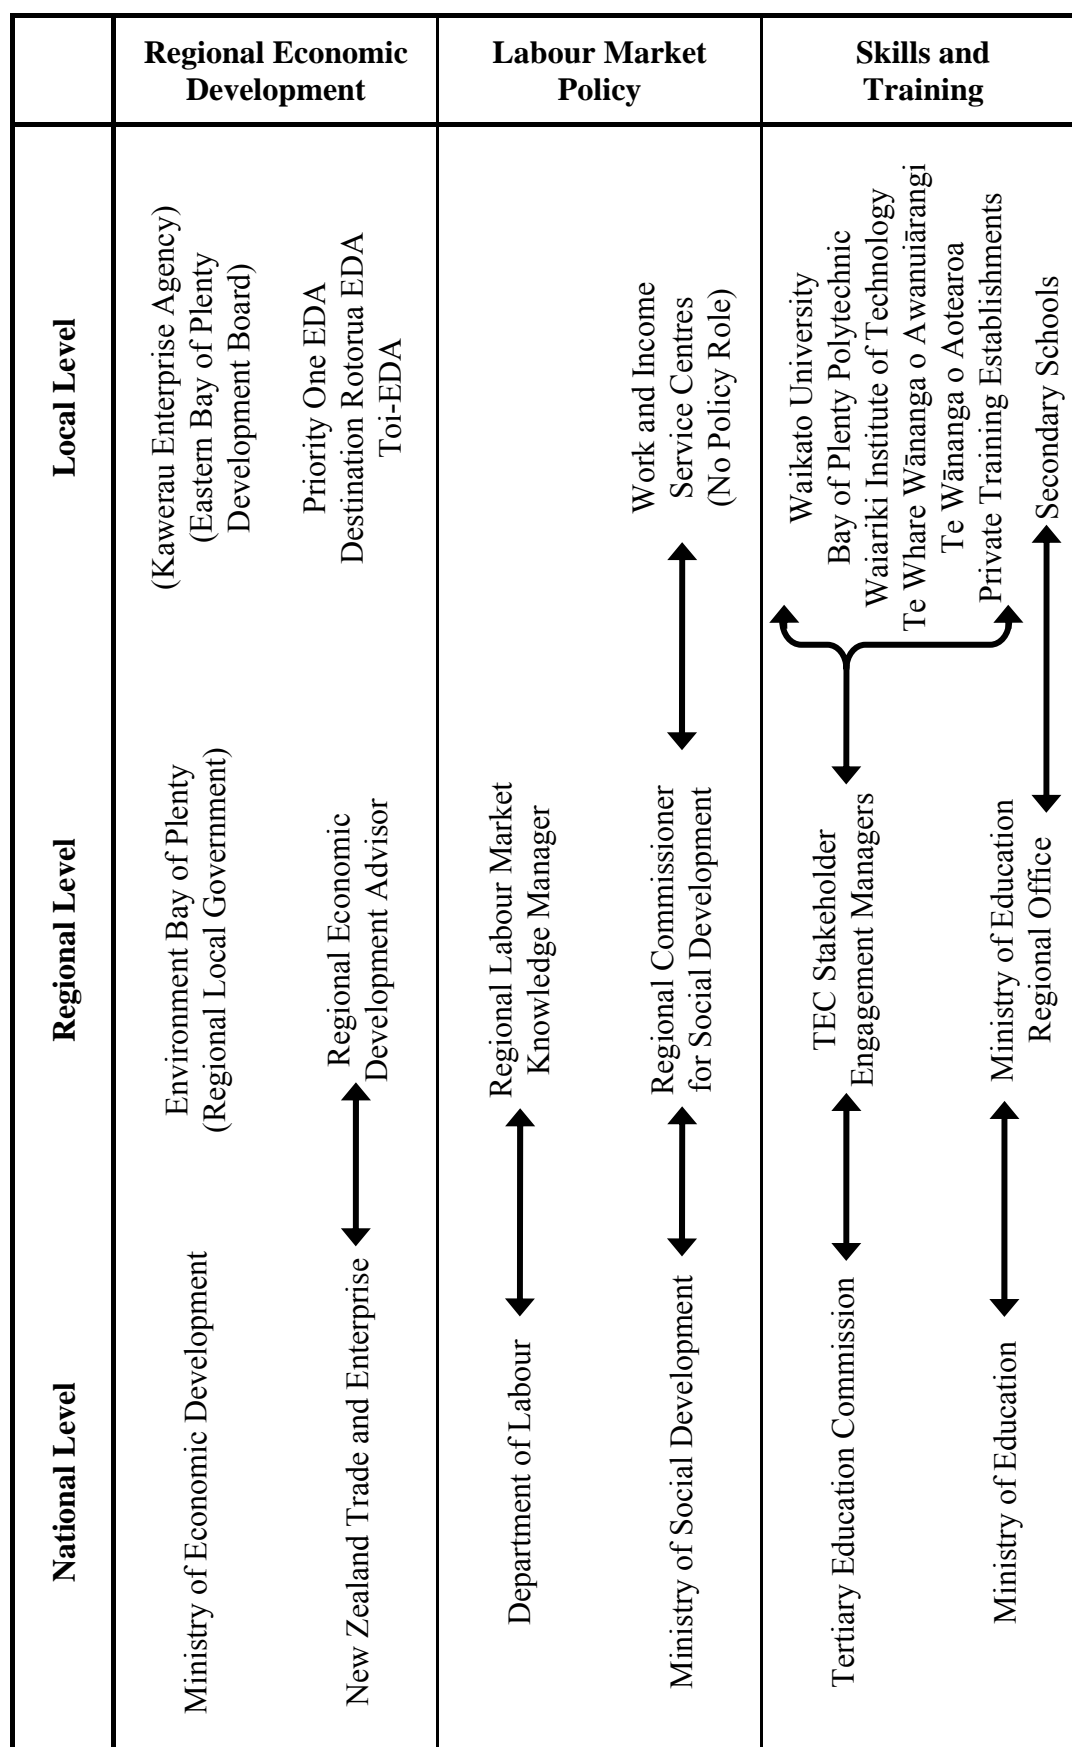 Regional Economic
Development
Labour Market
Policy
Skills and
Training
Local Level
(Kawerau Enterprise Agency)
(Eastern Bay of Plenty
Development Board)
Priority One EDA
Destination Rotorua EDA
Toi-EDA
Work and Income
Service Centres
(No Policy Role)
Waikato University
Bay of Plenty Polytechnic
Waiariki Institute of Technology
Te Whare Wānanga o Awanuiārangi
Te Wānanga o Aotearoa
Private Training Establishments
Secondary Schools
Regional Level
Environment Bay of Plenty
(Regional Local Government)
Regional Economic
Development Advisor
Regional Labour Market
Knowledge Manager
Regional Commissioner
for Social Development
TEC Stakeholder
Engagement Managers
Ministry of Education
Regional Office
National Level
Ministry of Economic Development
New Zealand Trade and Enterprise
Department of Labour
Ministry of Social Development
Tertiary Education Commission
Ministry of Education